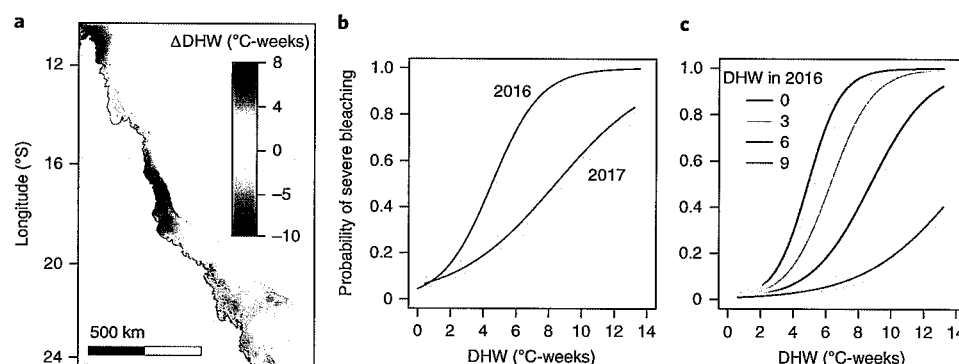 a
ΔDHW (°C-weeks)
8
4
0
−5
−10
12
16
20
24
Longitude (°S)
500 km
b
Probability of severe bleaching
1.0
0.8
0.6
0.4
0.2
0
2016
2017
0 2 4 6 8 10 12 14
DHW (°C-weeks)
c
DHW in 2016
0
3
6
9
1.0
0.8
0.6
0.4
0.2
0
0 2 4 6 8 10 12 14
DHW (°C-weeks)